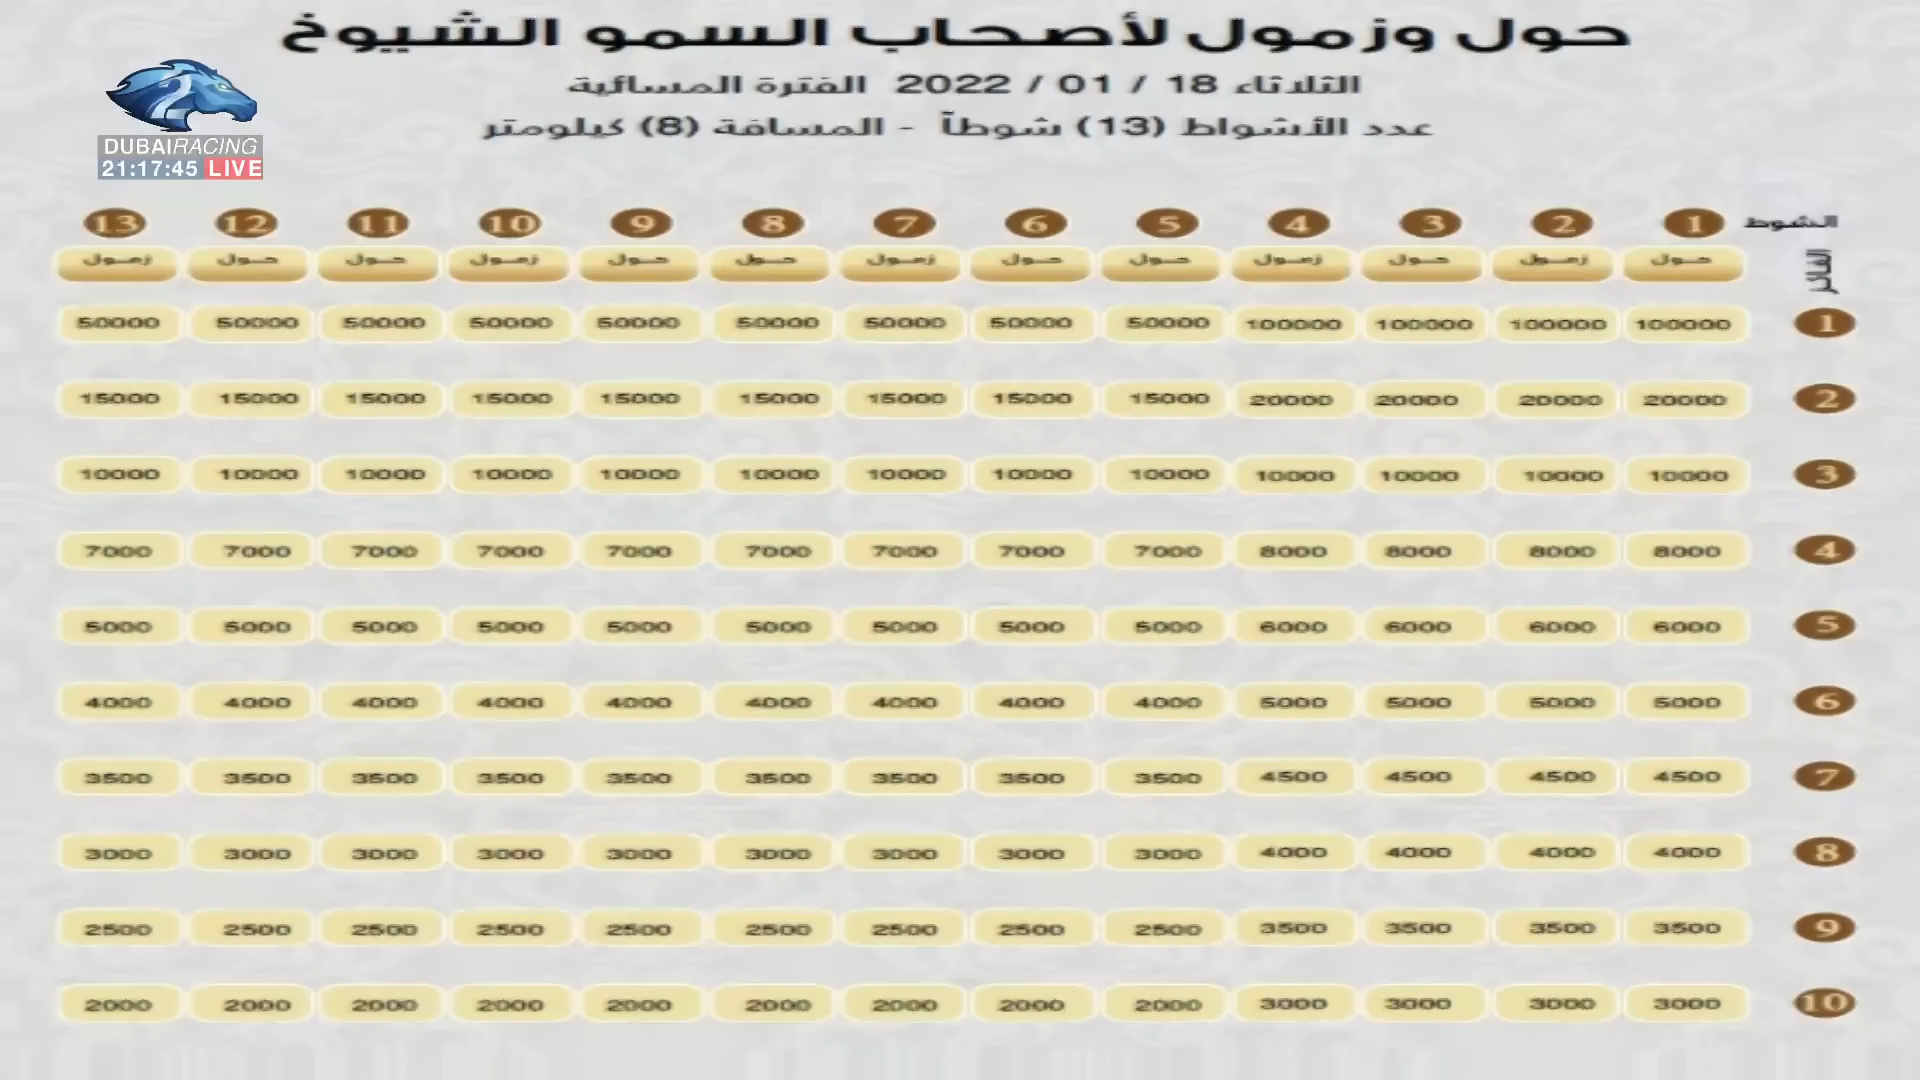 حول وزمول لأصحاب السمو الشيوخ
الثلاثاء 18 / 01 / 2022 الفترة المسائية
عدد الأشواط (13) شوطاً - المسافة (8) كيلومتر
DUBAIRACING
21:17:45 LIVE
الشوط 1 2 3 4 5 6 7 8 9 10 11 12 13
الفائز حول زمول حول زمول حول حول زمول حول حول زمول حول حول زمول
1 100000 100000 100000 100000 50000 50000 50000 50000 50000 50000 50000 50000 50000
2 20000 20000 20000 20000 15000 15000 15000 15000 15000 15000 15000 15000 15000
3 10000 10000 10000 10000 10000 10000 10000 10000 10000 10000 10000 10000 10000
4 8000 8000 8000 8000 7000 7000 7000 7000 7000 7000 7000 7000 7000
5 6000 6000 6000 6000 5000 5000 5000 5000 5000 5000 5000 5000 5000
6 5000 5000 5000 5000 4000 4000 4000 4000 4000 4000 4000 4000 4000
7 4500 4500 4500 4500 3500 3500 3500 3500 3500 3500 3500 3500 3500
8 4000 4000 4000 4000 3000 3000 3000 3000 3000 3000 3000 3000 3000
9 3500 3500 3500 3500 2500 2500 2500 2500 2500 2500 2500 2500 2500
10 3000 3000 3000 3000 2000 2000 2000 2000 2000 2000 2000 2000 2000